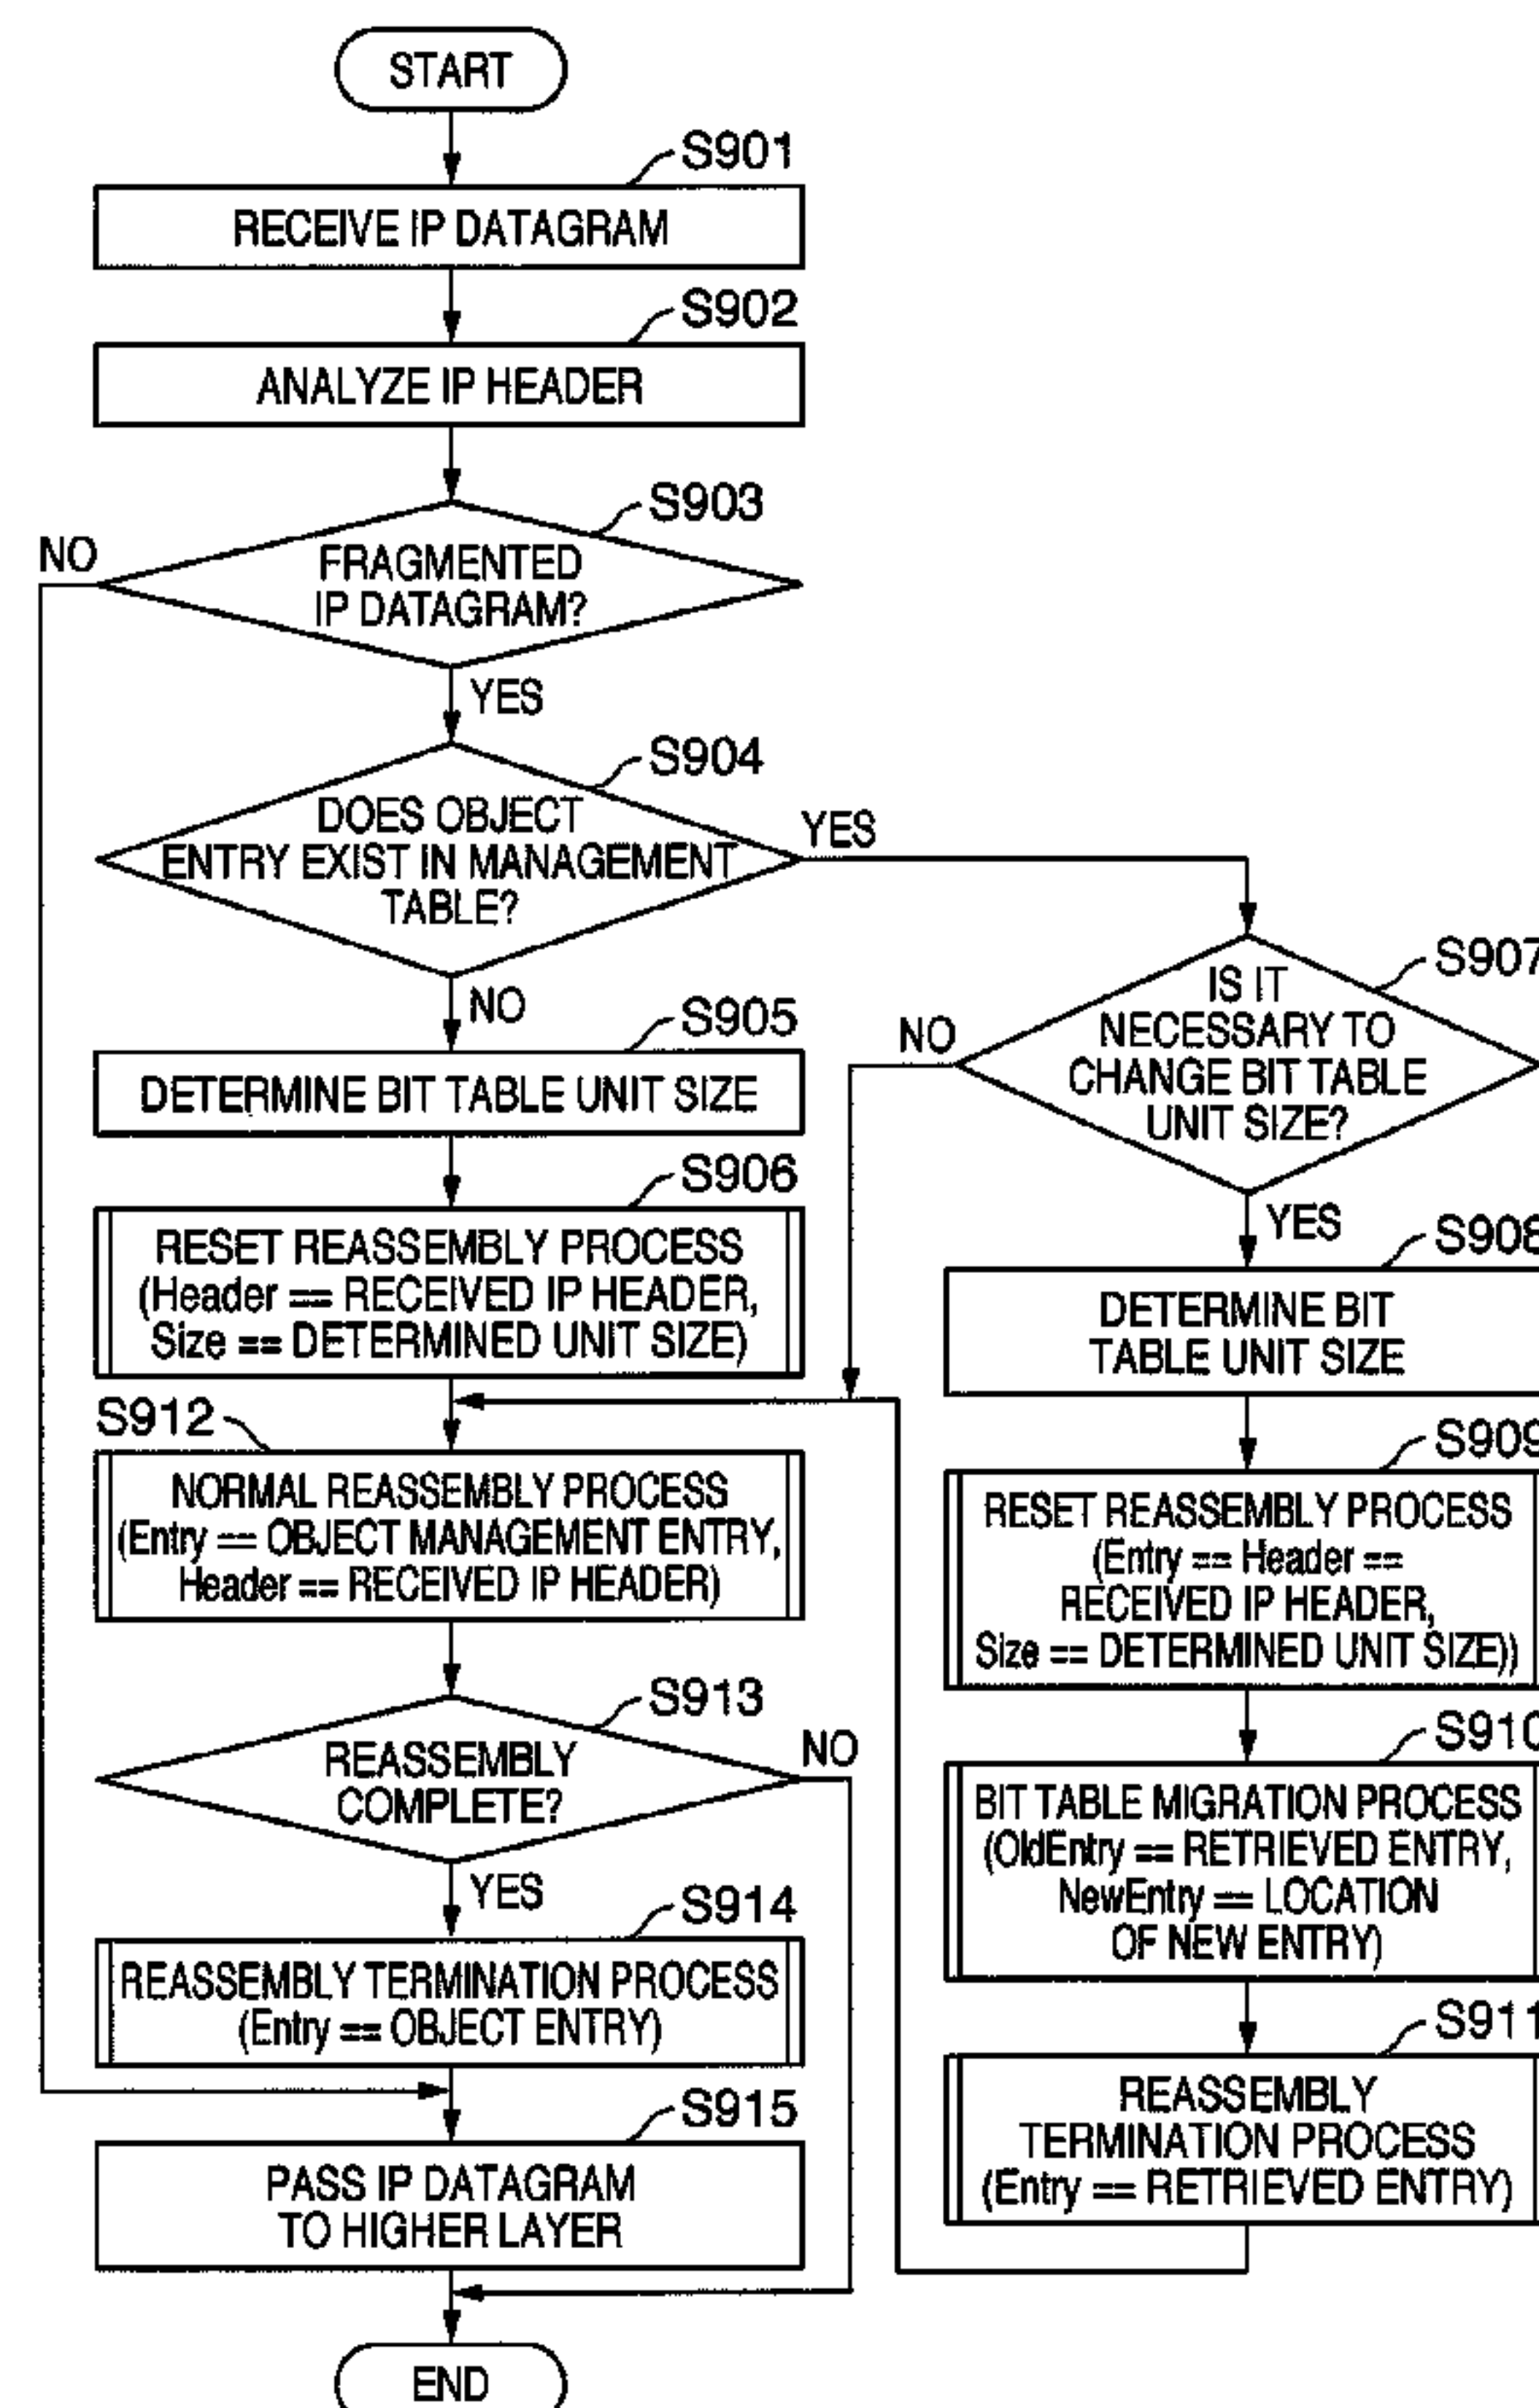 START
S901
RECEIVE IP DATAGRAM
S902
ANALYZE IP HEADER
S903
NO
FRAGMENTED
IP DATAGRAM?
YES
S904
DOES OBJECT
ENTRY EXIST IN MANAGEMENT
TABLE?
YES
NO
S905
DETERMINE BIT TABLE UNIT SIZE
S906
RESET REASSEMBLY PROCESS
(Header == RECEIVED IP HEADER,
Size == DETERMINED UNIT SIZE)
S907
IS IT
NECESSARY TO
CHANGE BIT TABLE
UNIT SIZE?
NO
YES
S908
DETERMINE BIT
TABLE UNIT SIZE
S909
RESET REASSEMBLY PROCESS
(Entry == Header ==
RECEIVED IP HEADER,
Size == DETERMINED UNIT SIZE))
S910
BIT TABLE MIGRATION PROCESS
(OldEntry == RETRIEVED ENTRY,
NewEntry == LOCATION
OF NEW ENTRY)
S911
REASSEMBLY
TERMINATION PROCESS
(Entry == RETRIEVED ENTRY)
S912
NORMAL REASSEMBLY PROCESS
(Entry == OBJECT MANAGEMENT ENTRY,
Header == RECEIVED IP HEADER)
S913
REASSEMBLY
COMPLETE?
NO
YES
S914
REASSEMBLY TERMINATION PROCESS
(Entry == OBJECT ENTRY)
S915
PASS IP DATAGRAM
TO HIGHER LAYER
END